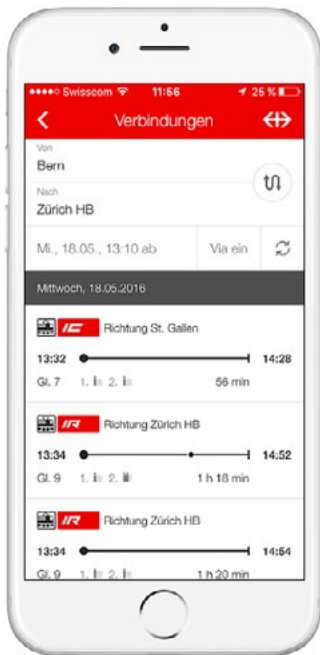 Swisscom 11:56 25 %
Verbindungen
Von
Bern
Nach
Zürich HB
Mi., 18.05., 13:10 ab Via ein
Mittwoch, 18.05.2016
IC Richtung St. Gallen
13:32 14:28
Gl. 7 1. 2. 56 min
IR Richtung Zürich HB
13:34 14:52
Gl. 9 1. 2. 1 h 18 min
IR Richtung Zürich HB
13:34 14:54
Gl. 9 1. 2. 1 h 20 min